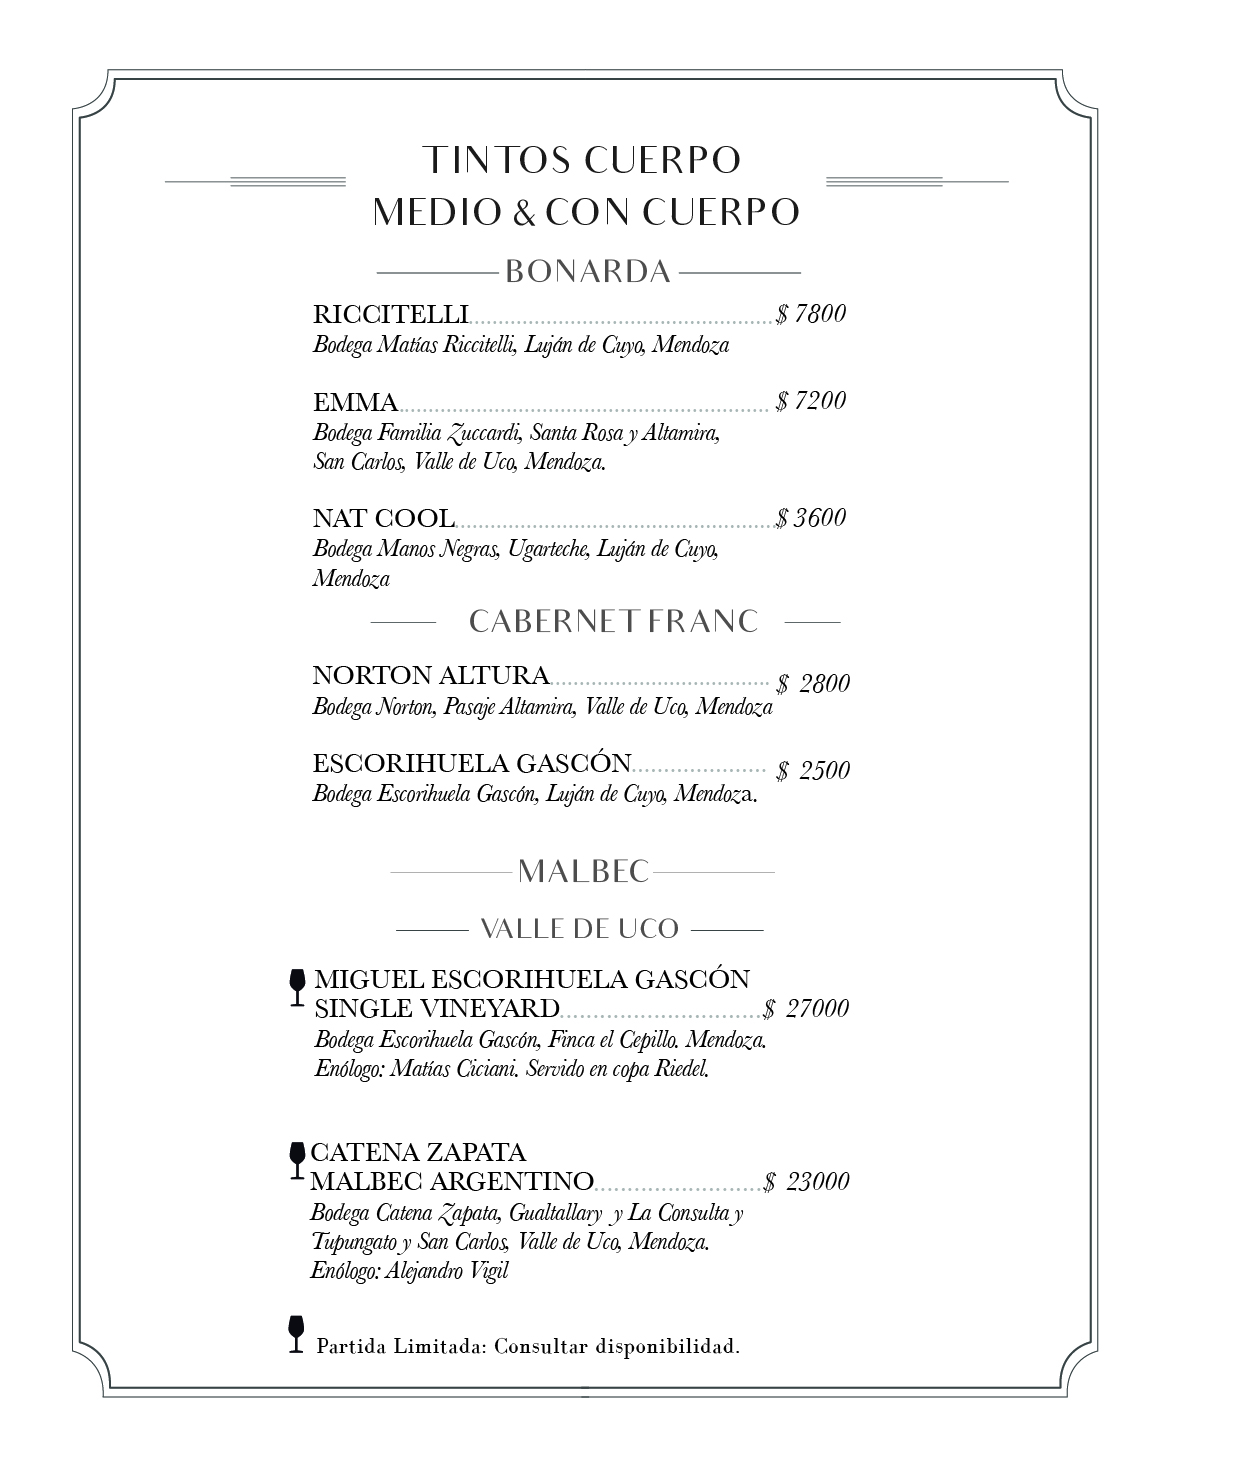 TINTOS CUERPO
MEDIO & CON CUERPO
BONARDA
RICCITELLI $ 7800
Bodega Matías Riccitelli, Luján de Cuyo, Mendoza
EMMA $ 7200
Bodega Familia Zuccardi, Santa Rosa y Altamira,
San Carlos, Valle de Uco, Mendoza.
NAT COOL $ 3600
Bodega Manos Negras, Ugarteche, Luján de Cuyo,
Mendoza
CABERNET FRANC
NORTON ALTURA $ 2800
Bodega Norton, Pasaje Altamira, Valle de Uco, Mendoza
ESCORIHUELA GASCÓN $ 2500
Bodega Escorihuela Gascón, Luján de Cuyo, Mendoza.
MALBEC
VALLE DE UCO
MIGUEL ESCORIHUELA GASCÓN
SINGLE VINEYARD $ 27000
Bodega Escorihuela Gascón, Finca el Cepillo. Mendoza.
Enólogo: Matías Ciciani. Servido en copa Riedel.
CATENA ZAPATA
MALBEC ARGENTINO $ 23000
Bodega Catena Zapata, Gualtallary y La Consulta y
Tupungato y San Carlos, Valle de Uco, Mendoza.
Enólogo: Alejandro Vigil
Partida Limitada: Consultar disponibilidad.